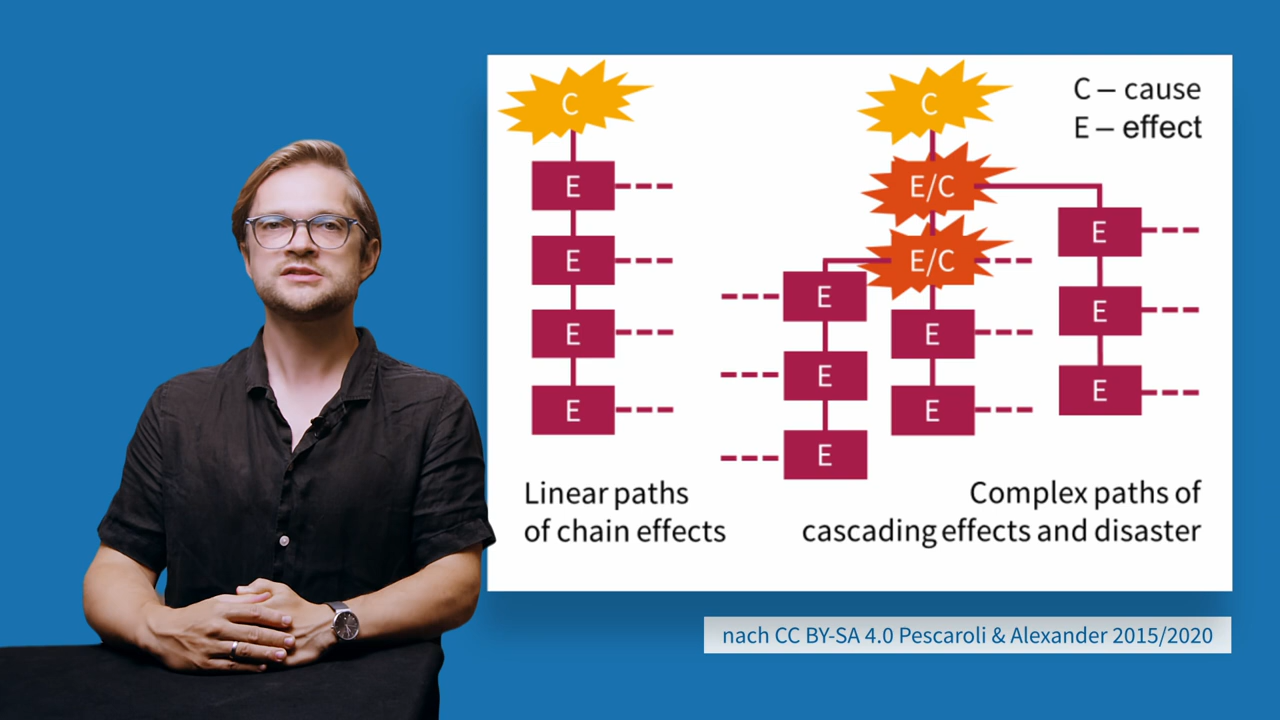 C
E
E
E
E
Linear paths
of chain effects
C
E/C
E/C
E
E
E
E
E
E
E
E
C – cause
E – effect
Complex paths of
cascading effects and disaster
nach CC BY-SA 4.0 Pescaroli & Alexander 2015/2020